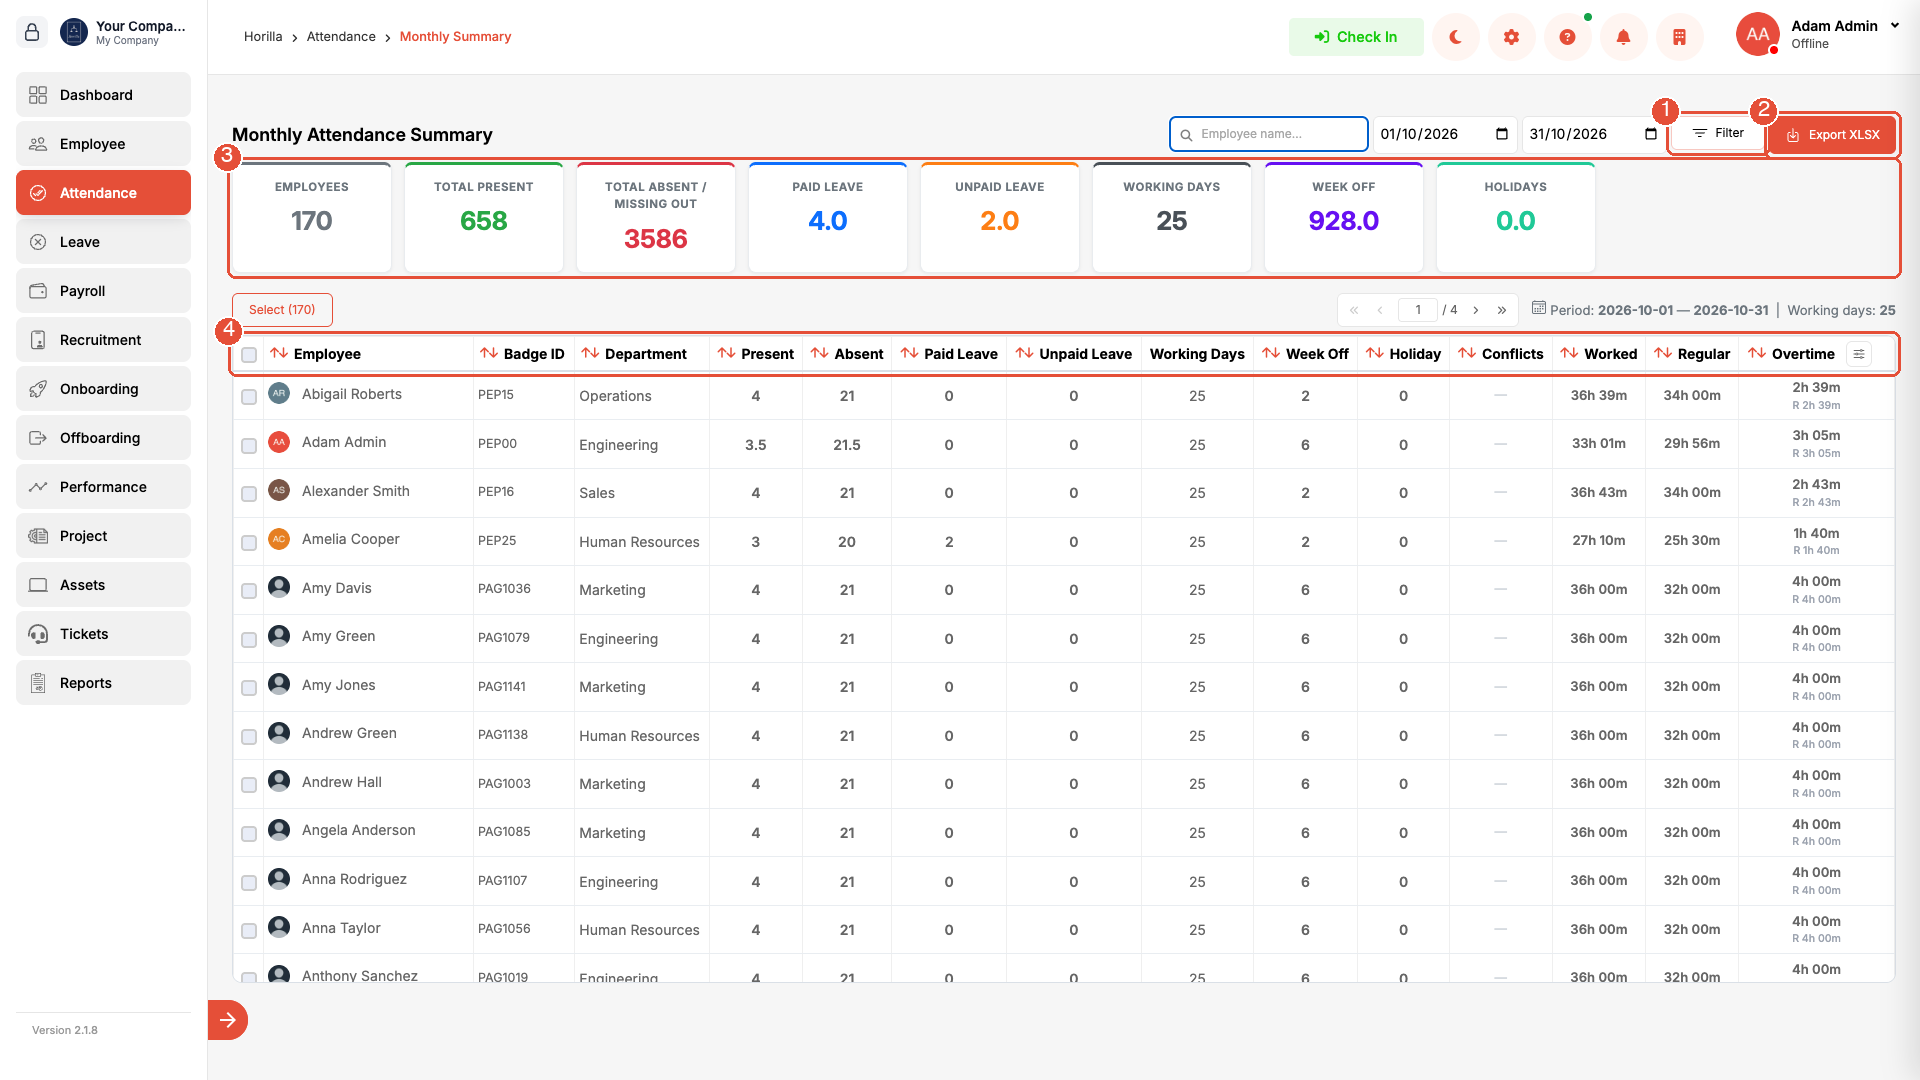 Your Compa...
My Company
Horilla > Attendance > Monthly Summary
Check In
AA
Adam Admin
Offline
Dashboard
Employee
Attendance
Leave
Payroll
Recruitment
Onboarding
Offboarding
Performance
Project
Assets
Tickets
Reports
Version 2.1.8
Monthly Attendance Summary
Employee name...
01/10/2026
31/10/2026
1
Filter
2
Export XLSX
3
EMPLOYEES
170
TOTAL PRESENT
658
TOTAL ABSENT /
MISSING OUT
3586
PAID LEAVE
4.0
UNPAID LEAVE
2.0
WORKING DAYS
25
WEEK OFF
928.0
HOLIDAYS
0.0
Select (170)
« ‹ 1 / 4 › »
Period: 2026-10-01 — 2026-10-31 | Working days: 25
4
Employee Badge ID Department Present Absent Paid Leave Unpaid Leave Working Days Week Off Holiday Conflicts Worked Regular Overtime
AR Abigail Roberts PEP15 Operations 4 21 0 0 25 2 0 — 36h 39m 34h 00m 2h 39m
R 2h 39m
AA Adam Admin PEP00 Engineering 3.5 21.5 0 0 25 6 0 — 33h 01m 29h 56m 3h 05m
R 3h 05m
AS Alexander Smith PEP16 Sales 4 21 0 0 25 2 0 — 36h 43m 34h 00m 2h 43m
R 2h 43m
AC Amelia Cooper PEP25 Human Resources 3 20 2 0 25 2 0 — 27h 10m 25h 30m 1h 40m
R 1h 40m
Amy Davis PAG1036 Marketing 4 21 0 0 25 6 0 — 36h 00m 32h 00m 4h 00m
R 4h 00m
Amy Green PAG1079 Engineering 4 21 0 0 25 6 0 — 36h 00m 32h 00m 4h 00m
R 4h 00m
Amy Jones PAG1141 Marketing 4 21 0 0 25 6 0 — 36h 00m 32h 00m 4h 00m
R 4h 00m
Andrew Green PAG1138 Human Resources 4 21 0 0 25 6 0 — 36h 00m 32h 00m 4h 00m
R 4h 00m
Andrew Hall PAG1003 Marketing 4 21 0 0 25 6 0 — 36h 00m 32h 00m 4h 00m
R 4h 00m
Angela Anderson PAG1085 Marketing 4 21 0 0 25 6 0 — 36h 00m 32h 00m 4h 00m
R 4h 00m
Anna Rodriguez PAG1107 Engineering 4 21 0 0 25 6 0 — 36h 00m 32h 00m 4h 00m
R 4h 00m
Anna Taylor PAG1056 Human Resources 4 21 0 0 25 6 0 — 36h 00m 32h 00m 4h 00m
R 4h 00m
Anthony Sanchez PAG1019 Engineering 4 21 0 0 25 6 0 — 36h 00m 32h 00m 4h 00m